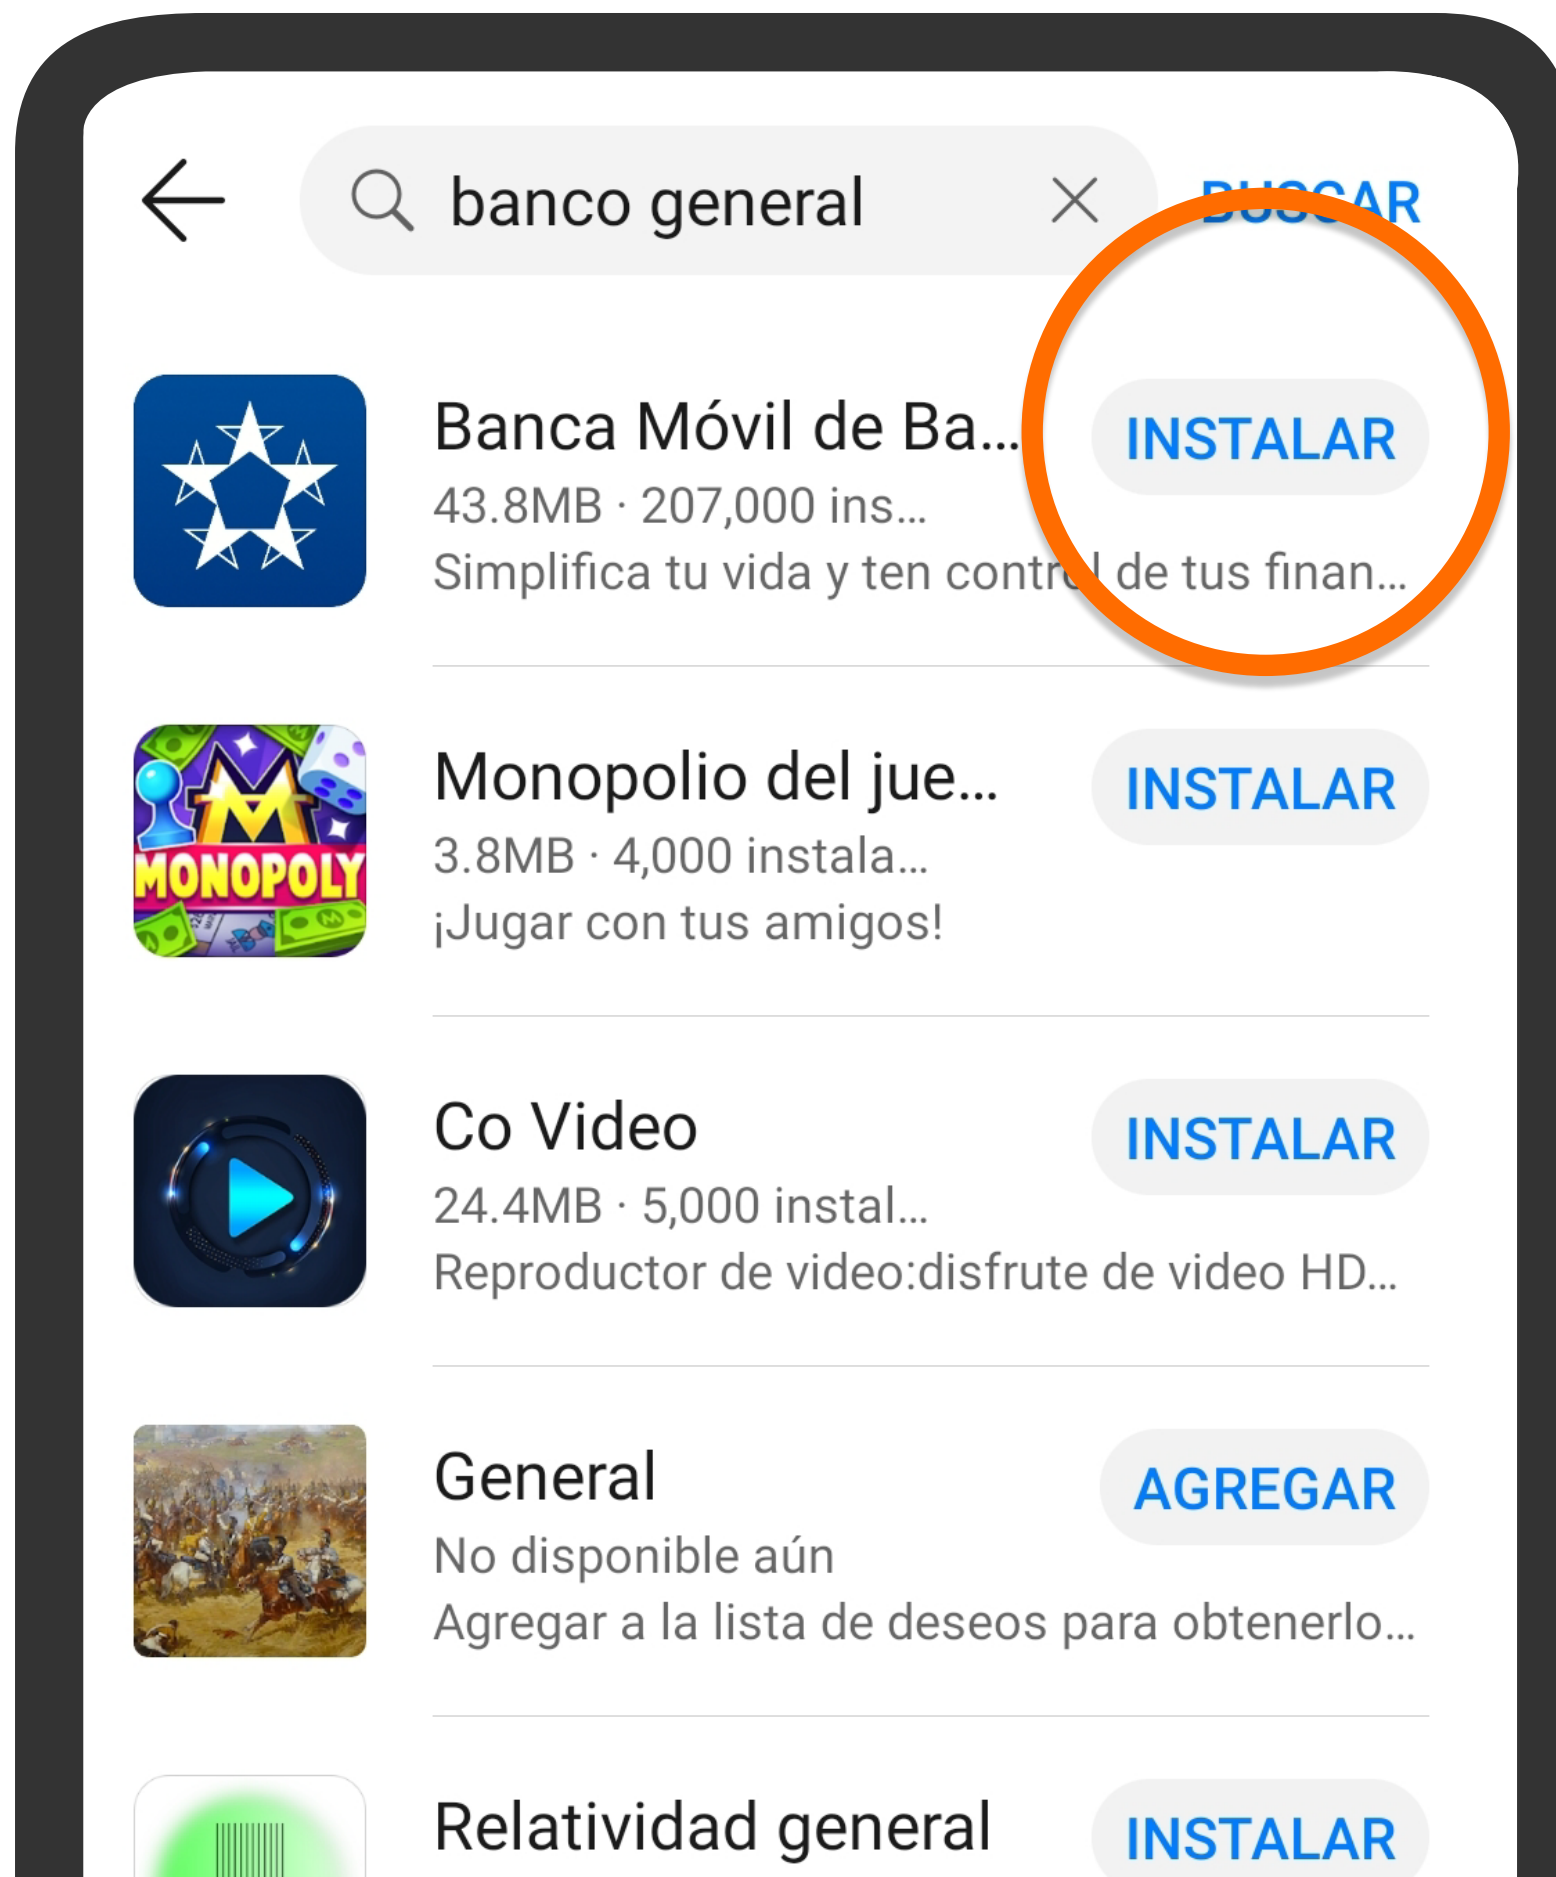 banco general
BUSCAR
Banca Móvil de Ba...
INSTALAR
43.8MB · 207,000 ins...
Simplifica tu vida y ten control de tus finan...
MONOPOLY
Monopolio del jue...
INSTALAR
3.8MB · 4,000 instala...
¡Jugar con tus amigos!
Co Video
INSTALAR
24.4MB · 5,000 instal...
Reproductor de video:disfrute de video HD...
General
AGREGAR
No disponible aún
Agregar a la lista de deseos para obtenerlo...
Relatividad general
INSTALAR